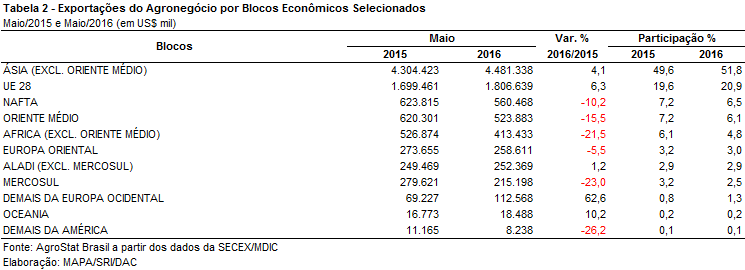 Tabela 2 - Exportações do Agronegócio por Blocos Econômicos Selecionados
Maio/2015 e Maio/2016 (em US$ mil)
Blocos Maio Var. % Participação %
2015 2016 2016/2015 2015 2016
ÁSIA (EXCL. ORIENTE MÉDIO) 4.304.423 4.481.338 4,1 49,6 51,8
UE 28 1.699.461 1.806.639 6,3 19,6 20,9
NAFTA 623.815 560.468 -10,2 7,2 6,5
ORIENTE MÉDIO 620.301 523.883 -15,5 7,2 6,1
AFRICA (EXCL. ORIENTE MÉDIO) 526.874 413.433 -21,5 6,1 4,8
EUROPA ORIENTAL 273.655 258.611 -5,5 3,2 3,0
ALADI (EXCL. MERCOSUL) 249.469 252.369 1,2 2,9 2,9
MERCOSUL 279.621 215.198 -23,0 3,2 2,5
DEMAIS DA EUROPA OCIDENTAL 69.227 112.568 62,6 0,8 1,3
OCEANIA 16.773 18.488 10,2 0,2 0,2
DEMAIS DA AMÉRICA 11.165 8.238 -26,2 0,1 0,1
Fonte: AgroStat Brasil a partir dos dados da SECEX/MDIC
Elaboração: MAPA/SRI/DAC